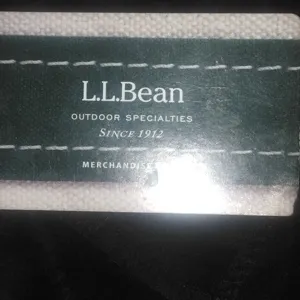 L.L.Bean
OUTDOOR SPECIALTIES
SINCE 1912
MERCHANDISE